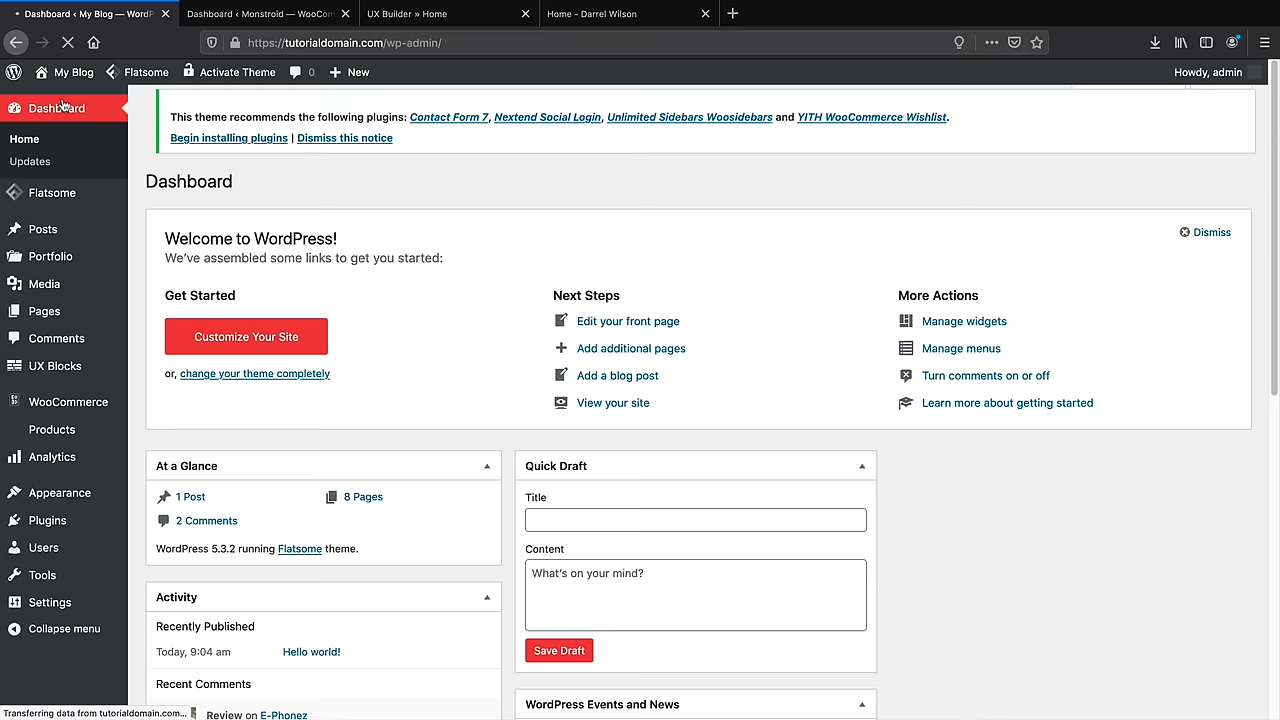 Dashboard ‹ My Blog — WordP
Dashboard ‹ Monstroid — WooCom
UX Builder » Home
Home - Darrel Wilson
https://tutorialdomain.com/wp-admin/
My Blog
Flatsome
Activate Theme
0
New
Howdy, admin
Dashboard
Home
Updates
Flatsome
Posts
Portfolio
Media
Pages
Comments
UX Blocks
WooCommerce
Products
Analytics
Appearance
Plugins
Users
Tools
Settings
Collapse menu
This theme recommends the following plugins: Contact Form 7, Nextend Social Login, Unlimited Sidebars Woosidebars and YITH WooCommerce Wishlist.
Begin installing plugins | Dismiss this notice
Dashboard
Welcome to WordPress!
We've assembled some links to get you started:
Dismiss
Get Started
Customize Your Site
or, change your theme completely
Next Steps
Edit your front page
Add additional pages
Add a blog post
View your site
More Actions
Manage widgets
Manage menus
Turn comments on or off
Learn more about getting started
At a Glance
1 Post
8 Pages
2 Comments
WordPress 5.3.2 running Flatsome theme.
Activity
Recently Published
Today, 9:04 am
Hello world!
Recent Comments
Review on E-Phonez
Quick Draft
Title
Content
What's on your mind?
Save Draft
WordPress Events and News
Transferring data from tutorialdomain.com...